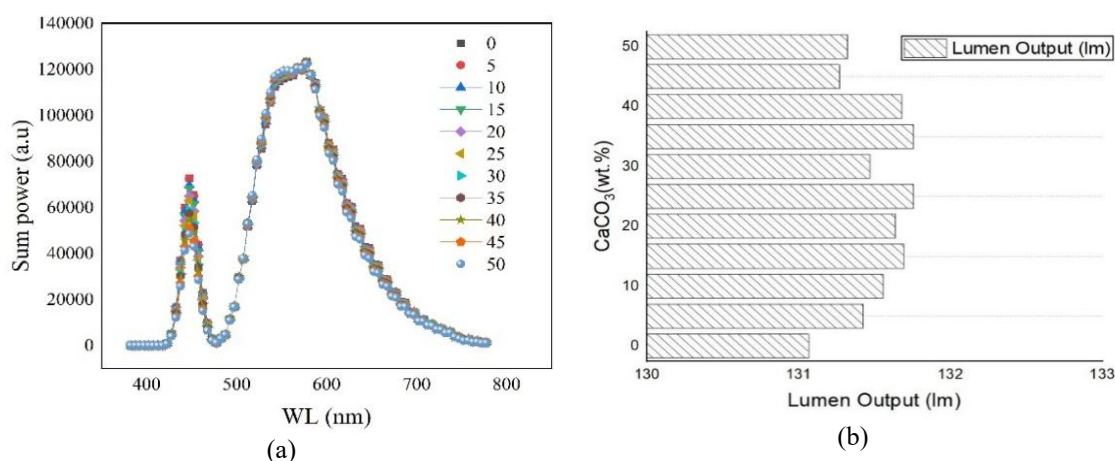 140000
120000
100000
80000
60000
40000
20000
0
Sum power (a.u)
400 500 600 700 800
WL (nm)
0
5
10
15
20
25
30
35
40
45
50
(a)
50
40
30
20
10
0
CaCO₃(wt.%)
Lumen Output (lm)
130 131 132 133
Lumen Output (lm)
(b)